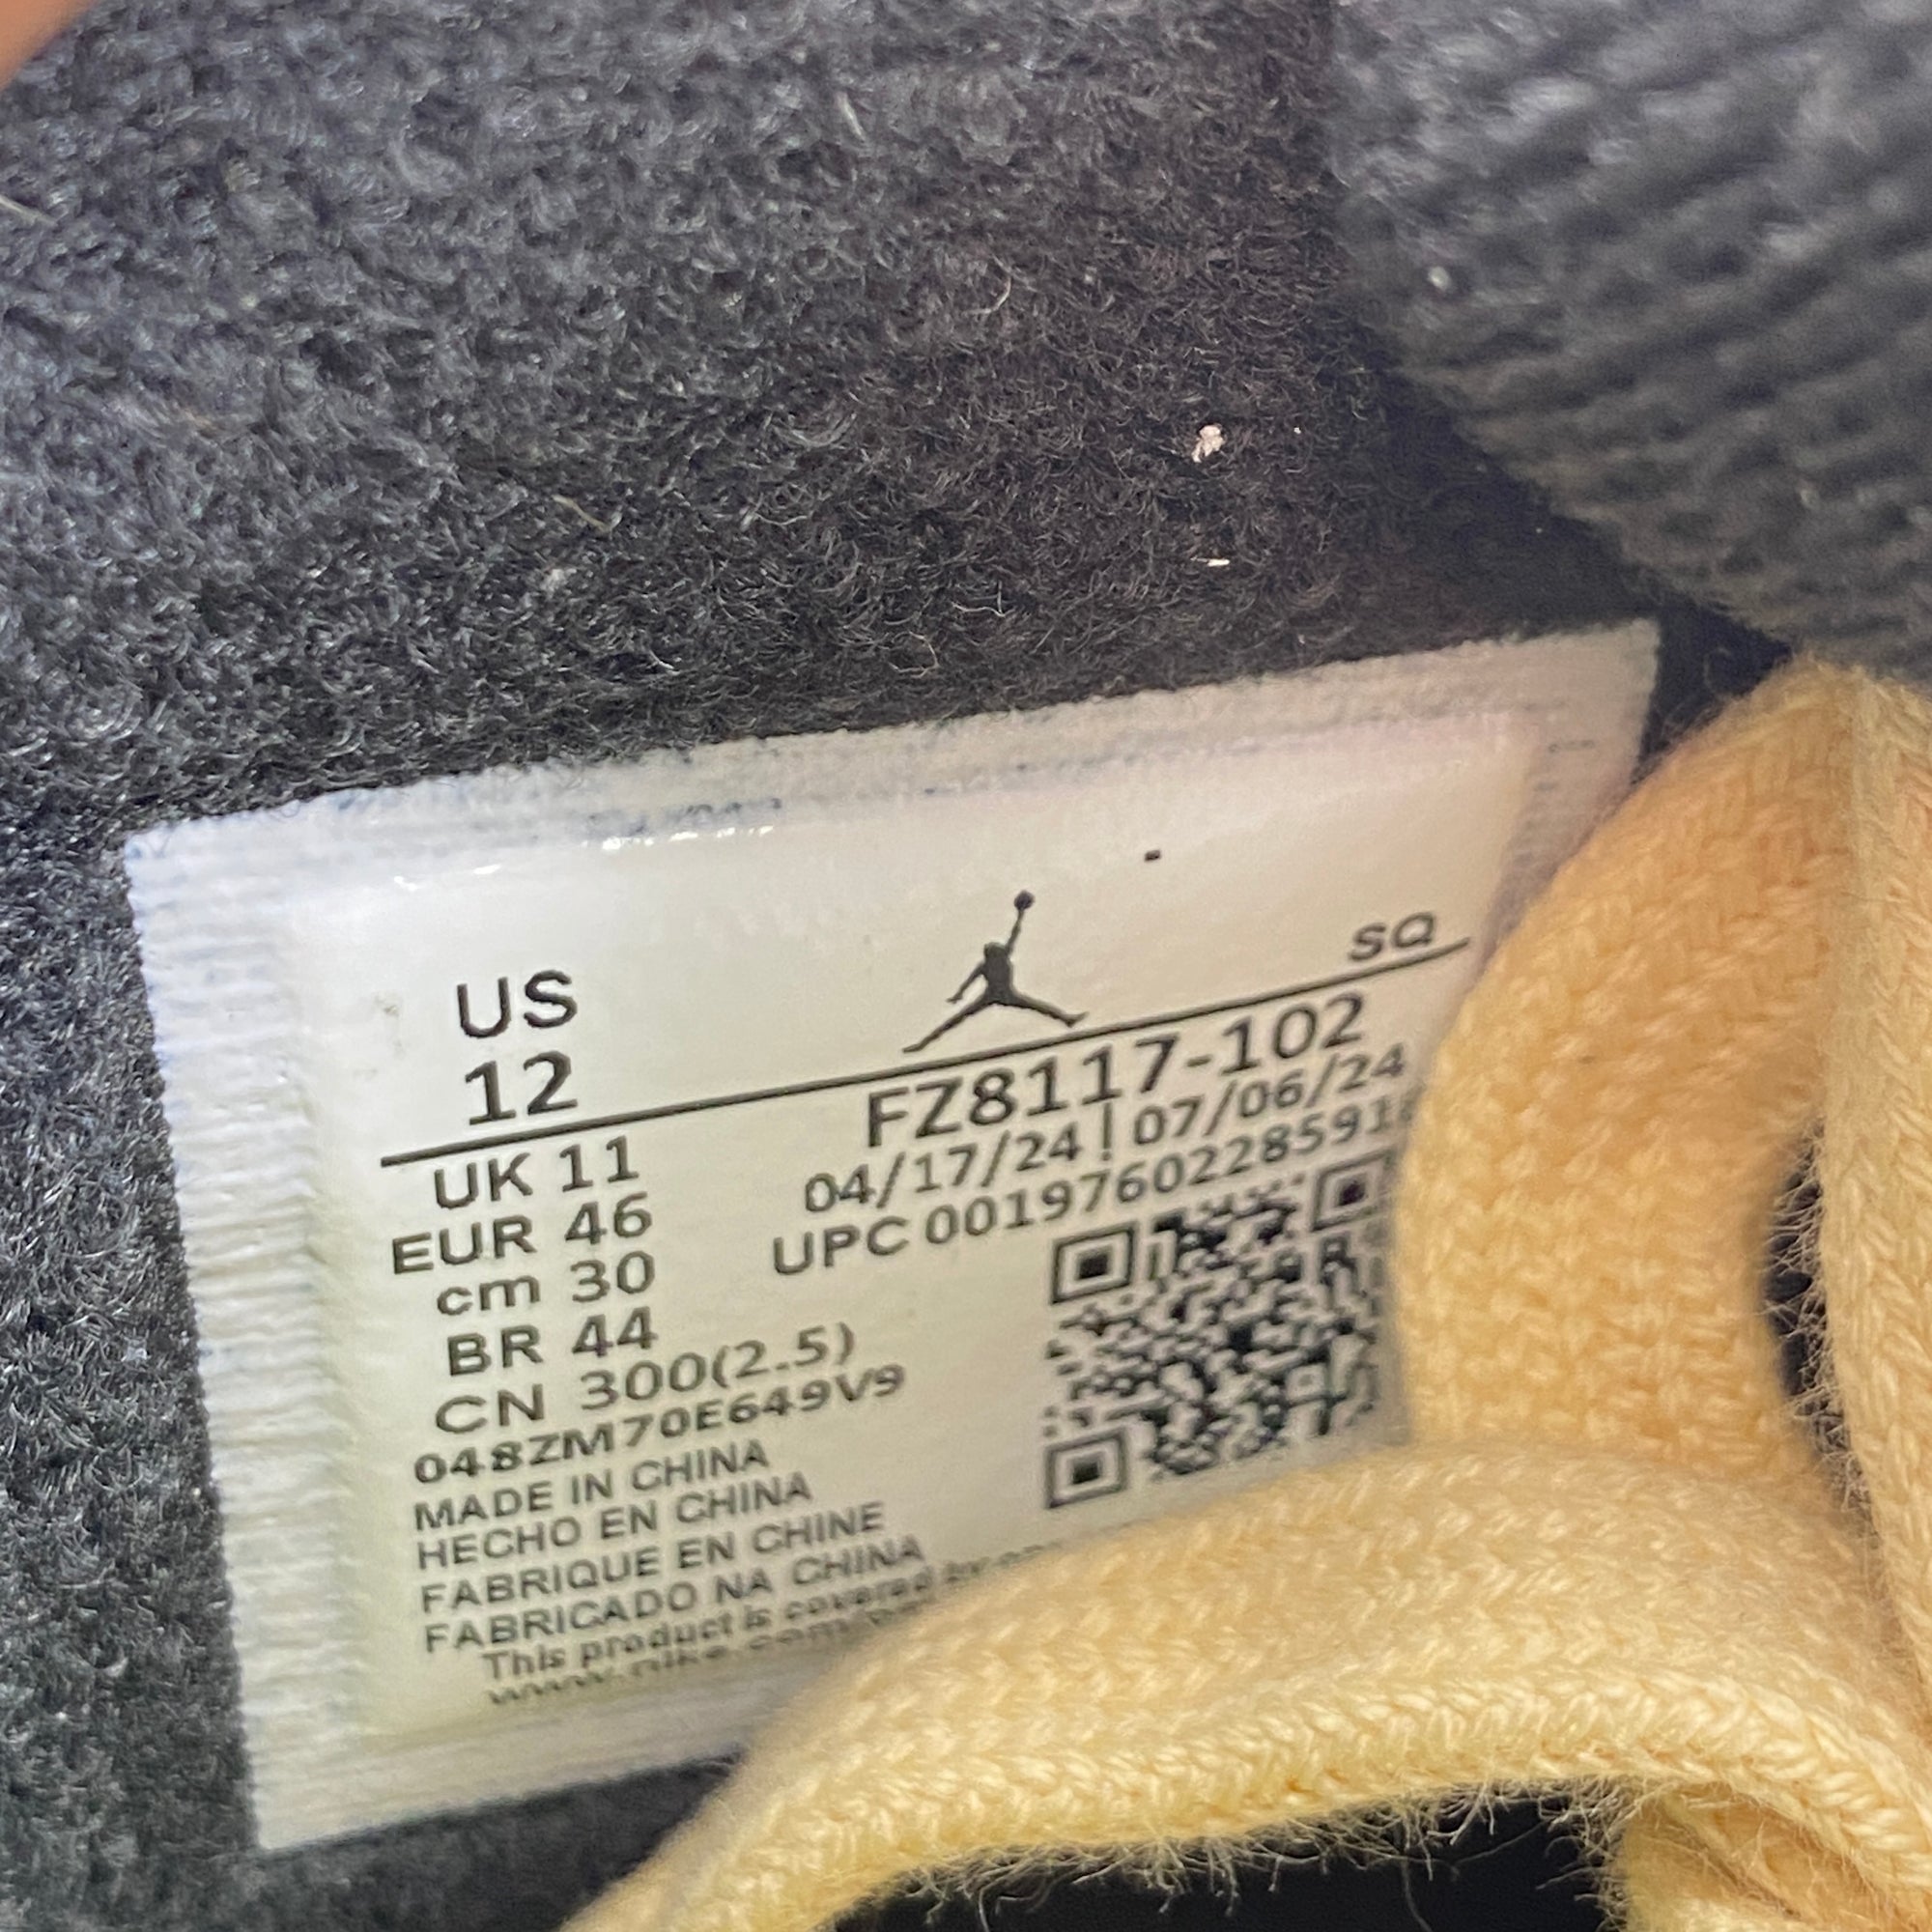 US
12
SQ
UK 11
EUR 46
cm 30
BR 44
CN 300(2.5)
048ZM70E649V9
MADE IN CHINA
HECHO EN CHINA
FABRIQUE EN CHINE
FABRICADO NA CHINA
This product is covered by
FZ8117-102
04/17/24 | 07/06/24
UPC